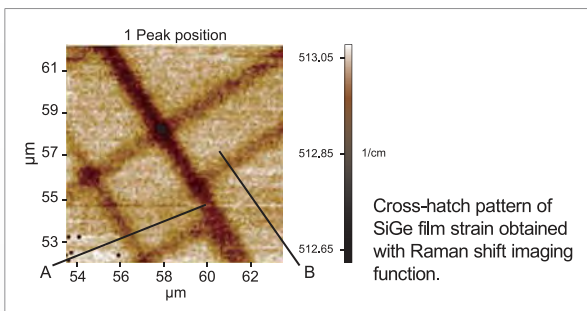 1 Peak position
61
59
57
55
53
µm
54 56 58 60 62
µm
A
B
513,05
512,85
1/cm
512.65
Cross-hatch pattern of
SiGe film strain obtained
with Raman shift imaging
function.